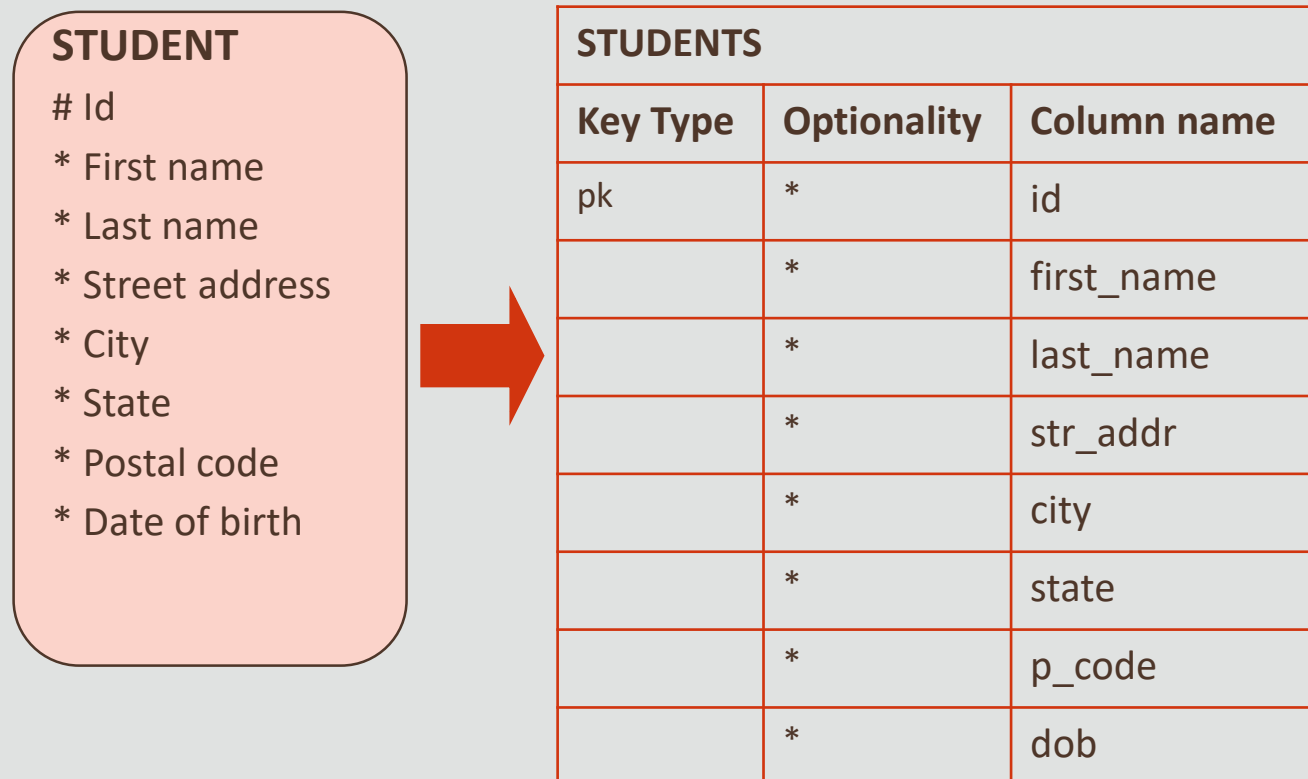 STUDENT
# Id
* First name
* Last name
* Street address
* City
* State
* Postal code
* Date of birth
STUDENTS
Key Type Optionality Column name
pk * id
* first_name
* last_name
* str_addr
* city
* state
* p_code
* dob